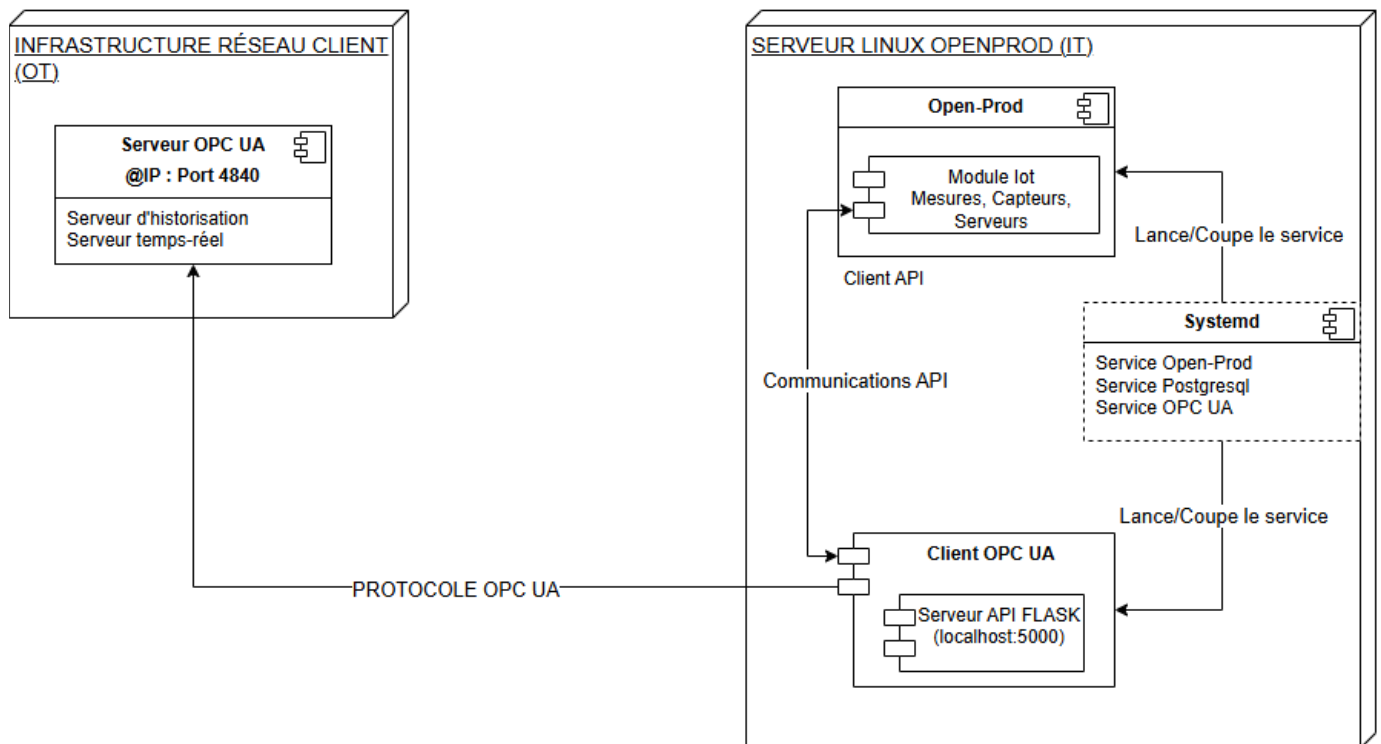 INFRASTRUCTURE RÉSEAU CLIENT
(OT)
Serveur OPC UA
@IP : Port 4840
Serveur d'historisation
Serveur temps-réel
PROTOCOLE OPC UA
SERVEUR LINUX OPENPROD (IT)
Open-Prod
Module Iot
Mesures, Capteurs,
Serveurs
Client API
Lance/Coupe le service
Systemd
Service Open-Prod
Service Postgresql
Service OPC UA
Communications API
Lance/Coupe le service
Client OPC UA
Serveur API FLASK
(localhost:5000)